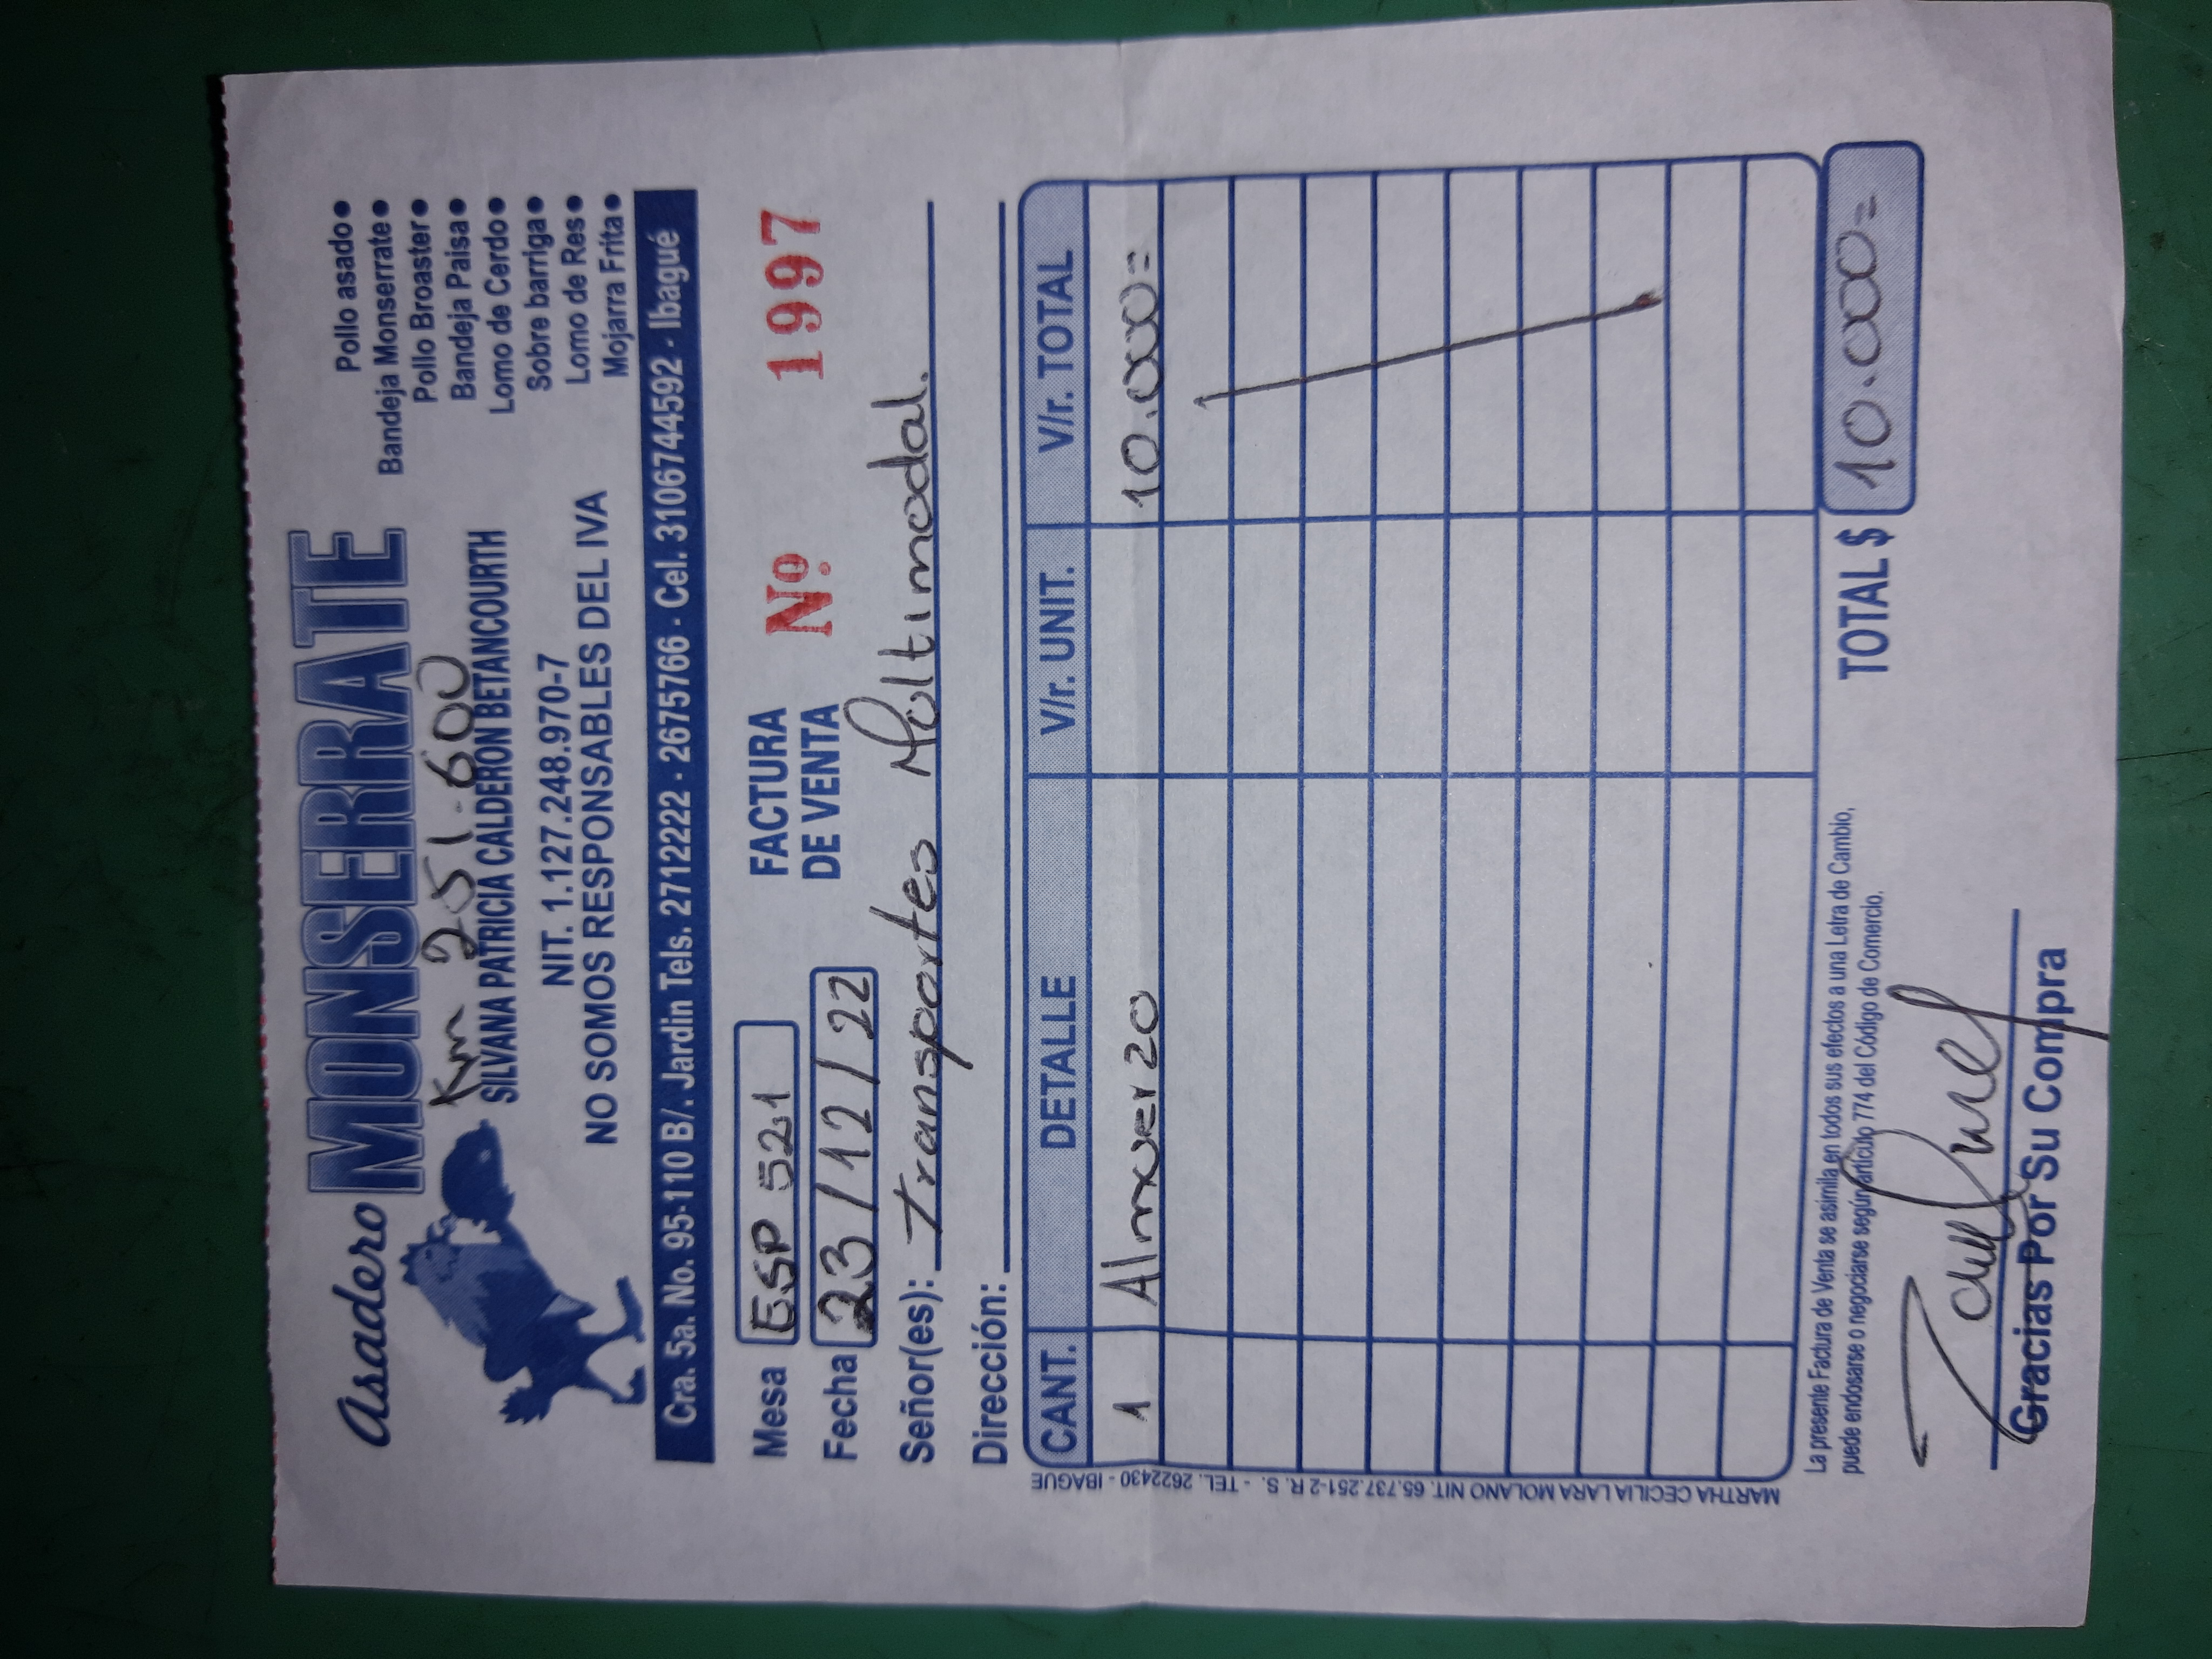 Asadero MONSERRATE
Km 251.600
SILVANA PATRICIA CALDERON BETANCOURTH
NIT. 1.127.248.970-7
NO SOMOS RESPONSABLES DEL IVA
Pollo asado●
Bandeja Monserrate●
Pollo Broaster●
Bandeja Paisa●
Lomo de Cerdo●
Sobre barriga●
Lomo de Res●
Mojarra Frita●
Cra. 5a. No. 95-110 B/. Jardin Tels. 2712222 - 2675766 - Cel. 3106744592 - Ibagué
Mesa ESP 521
Fecha 23/12/22
FACTURA
DE VENTA
Nº 1997
Señor(es): Transportes Moltimodal.
Dirección:
CANT. DETALLE V/r. UNIT. V/r. TOTAL
1 Almuerzo 10.000=
TOTAL $ 10.000=
La presente Factura de Venta se asimila en todos sus efectos a una Letra de Cambio,
puede endosarse o negociarse según artículo 774 del Código de Comercio.
Gracias Por Su Compra
MARTHA CECILIA LARA MOLANO NIT. 65.737.251-2 R. S. - TEL. 2622430 - IBAGUE